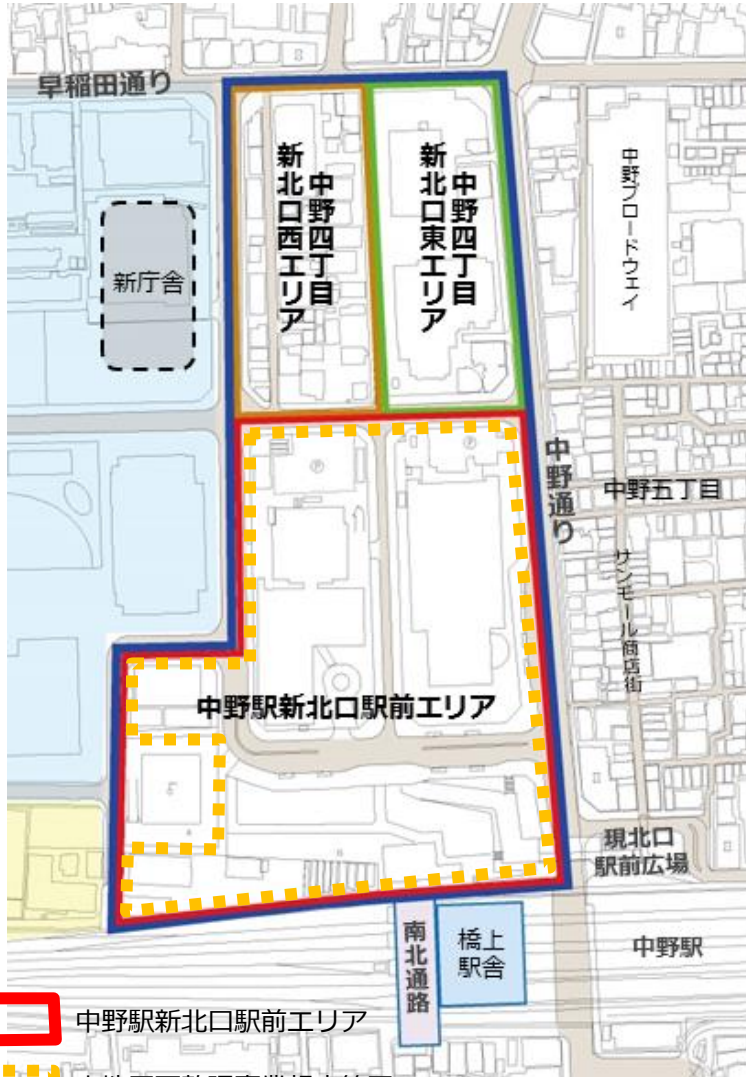 早稲田通り
中野四丁目
新北口西エリア
中野四丁目
新北口東エリア
中野ブロードウェイ
新庁舎
中野通り
中野五丁目
サンモール商店街
中野駅新北口駅前エリア
現北口
駅前広場
南北通路
橋上
駅舎
中野駅
中野駅新北口駅前エリア